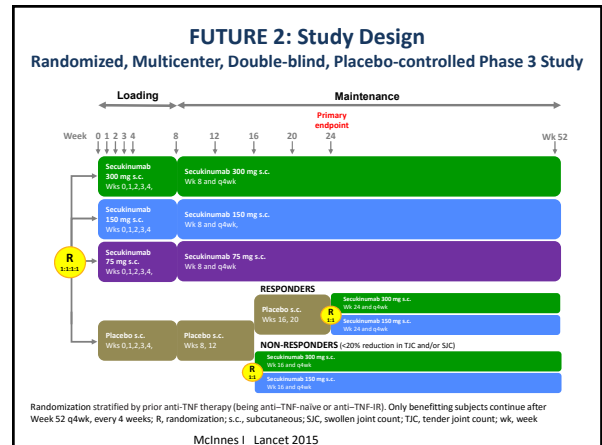 FUTURE 2: Study Design
Randomized, Multicenter, Double-blind, Placebo-controlled Phase 3 Study
Loading
Maintenance
Primary
endpoint
Week 0 1 2 3 4 8 12 16 20 24 Wk 52
Secukinumab
300 mg s.c.
Wks 0,1,2,3,4,
Secukinumab 300 mg s.c.
Wk 8 and q4wk
Secukinumab
150 mg s.c.
Wks 0,1,2,3,4
Secukinumab 150 mg s.c.
Wk 8 and q4wk,
Secukinumab
75 mg s.c.
Wks 0,1,2,3,4,
Secukinumab 75 mg s.c.
Wk 8 and q4wk
R
1:1:1:1
RESPONDERS
Placebo s.c.
Wks 0,1,2,3,4,
Placebo s.c.
Wks 8, 12
Placebo s.c.
Wks 16, 20
R
1:1
Secukinumab 300 mg s.c.
Wk 24 and q4wk
Secukinumab 150 mg s.c.
Wk 24 and q4wk
NON-RESPONDERS (<20% reduction in TJC and/or SJC)
R
1:1
Secukinumab 300 mg s.c.
Wk 16 and q4wk
Secukinumab 150 mg s.c.
Wk 16 and q4wk
Randomization stratified by prior anti-TNF therapy (being anti–TNF-naïve or anti–TNF-IR). Only benefitting subjects continue after
Week 52 q4wk, every 4 weeks; R, randomization; s.c., subcutaneous; SJC, swollen joint count; TJC, tender joint count; wk, week
McInnes I Lancet 2015